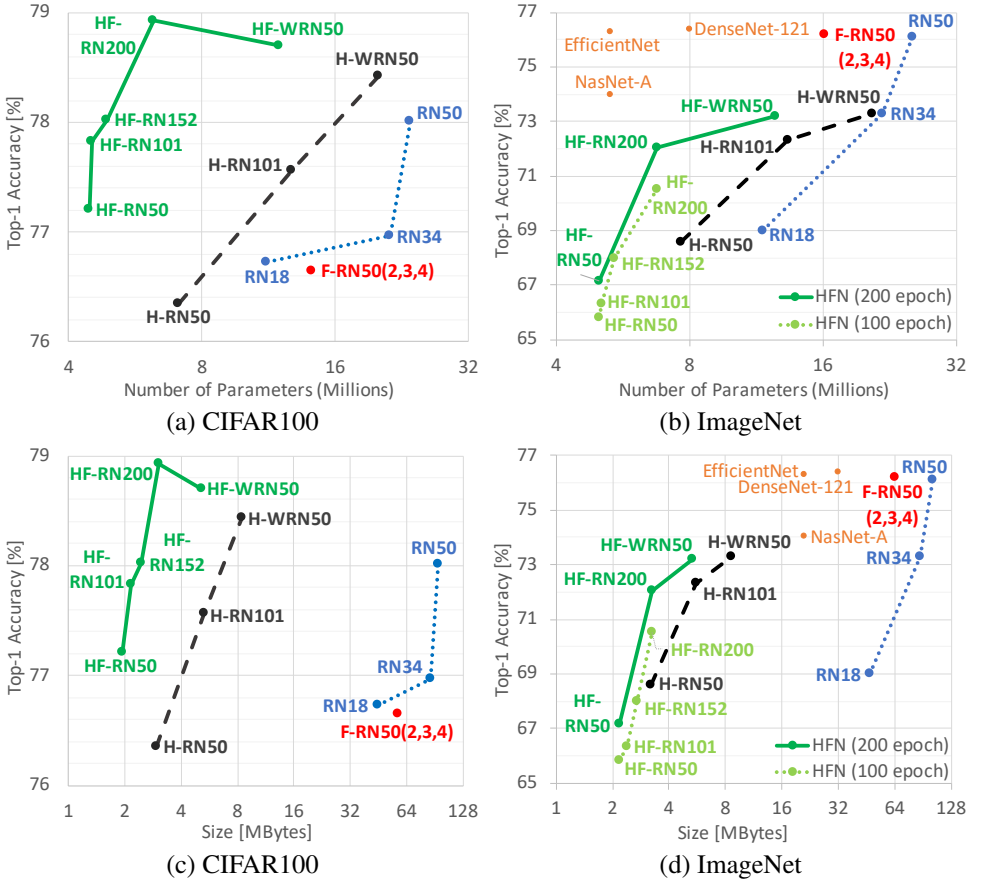 79
78
77
76
Top-1 Accuracy [%]
HF-
RN200
HF-WRN50
H-WRN50
RN50
HF-RN152
HF-RN101
H-RN101
HF-RN50
RN34
RN18
F-RN50(2,3,4)
H-RN50
4 8 16 32
Number of Parameters (Millions)
(a) CIFAR100
77
75
73
71
69
67
65
Top-1 Accuracy [%]
RN50
DenseNet-121
EfficientNet
F-RN50
(2,3,4)
NasNet-A
HF-WRN50
H-WRN50
RN34
HF-RN200
H-RN101
HF-
RN200
HF-
RN50
H-RN50
RN18
HF-RN152
HF-RN101
HF-RN50
HFN (200 epoch)
HFN (100 epoch)
4 8 16 32
Number of Parameters (Millions)
(b) ImageNet
79
78
77
76
Top-1 Accuracy [%]
HF-RN200
HF-WRN50
H-WRN50
HF-
RN152
HF-
RN101
RN50
H-RN101
HF-RN50
RN34
RN18
F-RN50(2,3,4)
H-RN50
1 2 4 8 16 32 64 128
Size [MBytes]
(c) CIFAR100
77
75
73
71
69
67
65
Top-1 Accuracy [%]
EfficientNet
RN50
DenseNet-121
F-RN50
(2,3,4)
NasNet-A
HF-WRN50
H-WRN50
RN34
HF-RN200
H-RN101
HF-RN200
H-RN50
RN18
HF-
RN50
HF-RN152
HF-RN101
HF-RN50
HFN (200 epoch)
HFN (100 epoch)
1 2 4 8 16 32 64 128
Size [MBytes]
(d) ImageNet